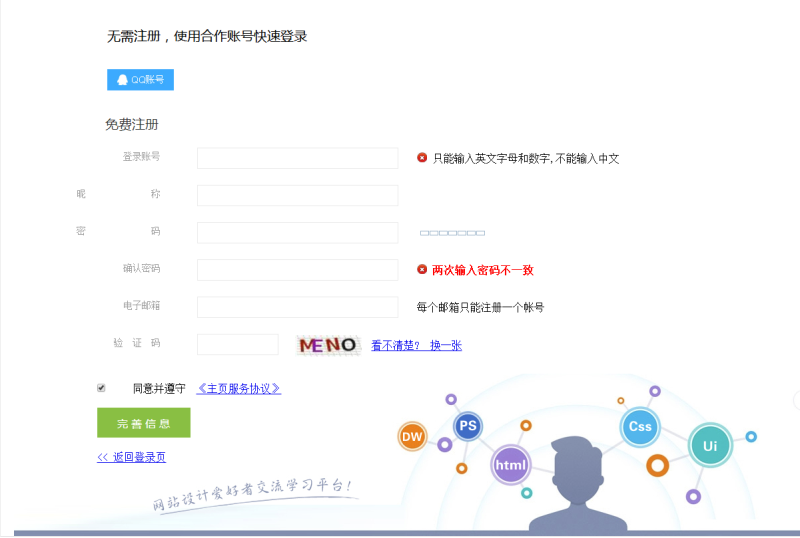 无需注册，使用合作账号快速登录
QQ账号
免费注册
登录账号 只能输入英文字母和数字,不能输入中文
昵 称
密 码
确认密码 两次输入密码不一致
电子邮箱 每个邮箱只能注册一个帐号
验 证 码 MENO 看不清楚? 换一张
同意并遵守 《主页服务协议》
完善信息
<< 返回登录页
网站设计爱好者交流学习平台!
DW
PS
html
Css
Ui